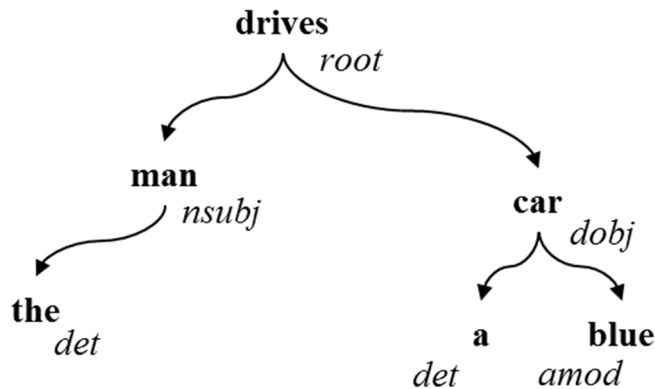 drives
root
man
nsubj
car
dobj
the
det
a
blue
det
amod